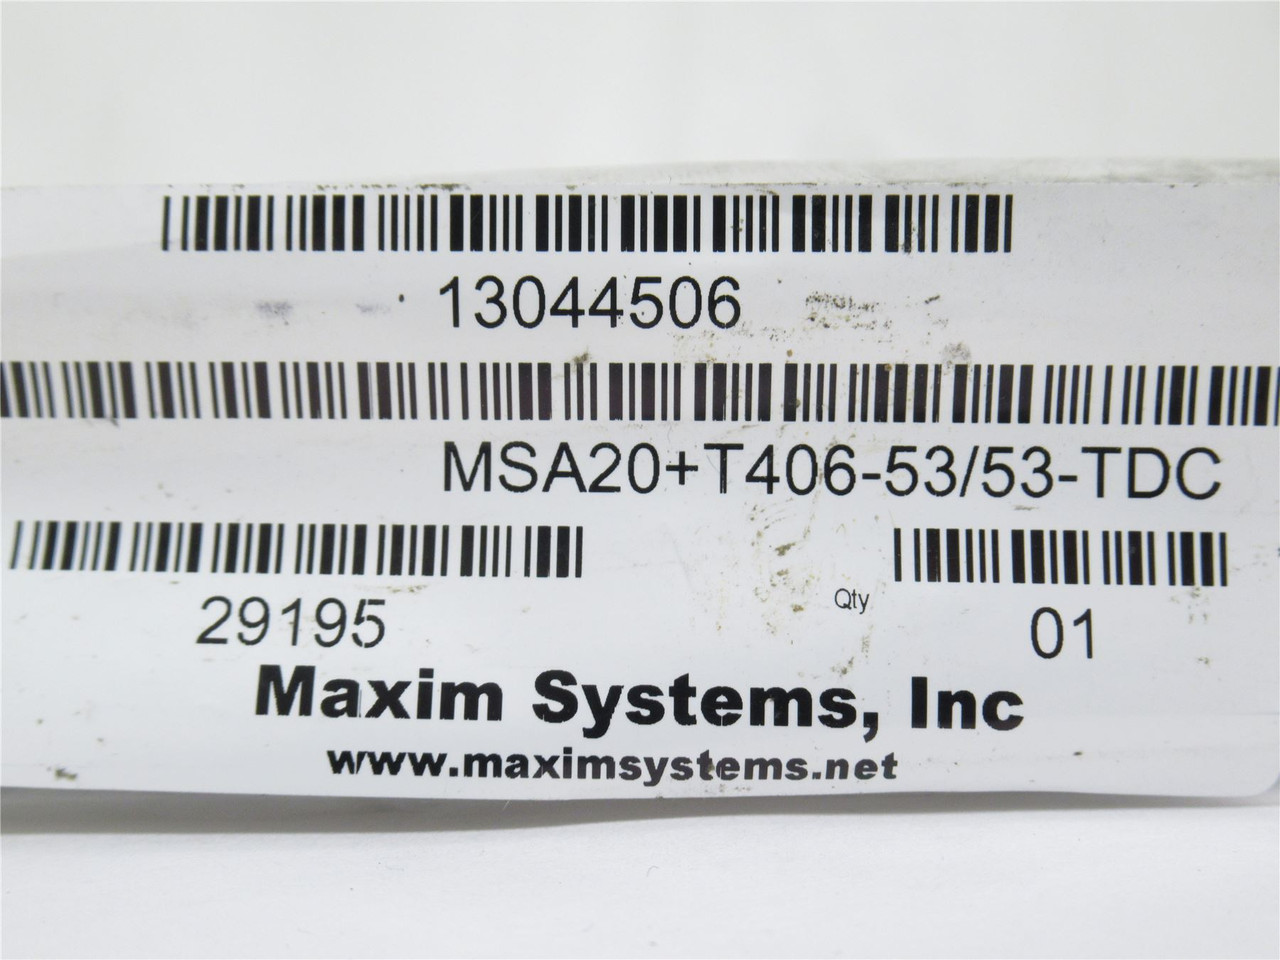 13044506
MSA20+T406-53/53-TDC
29195 Qty 01
Maxim Systems, Inc
www.maximsystems.net